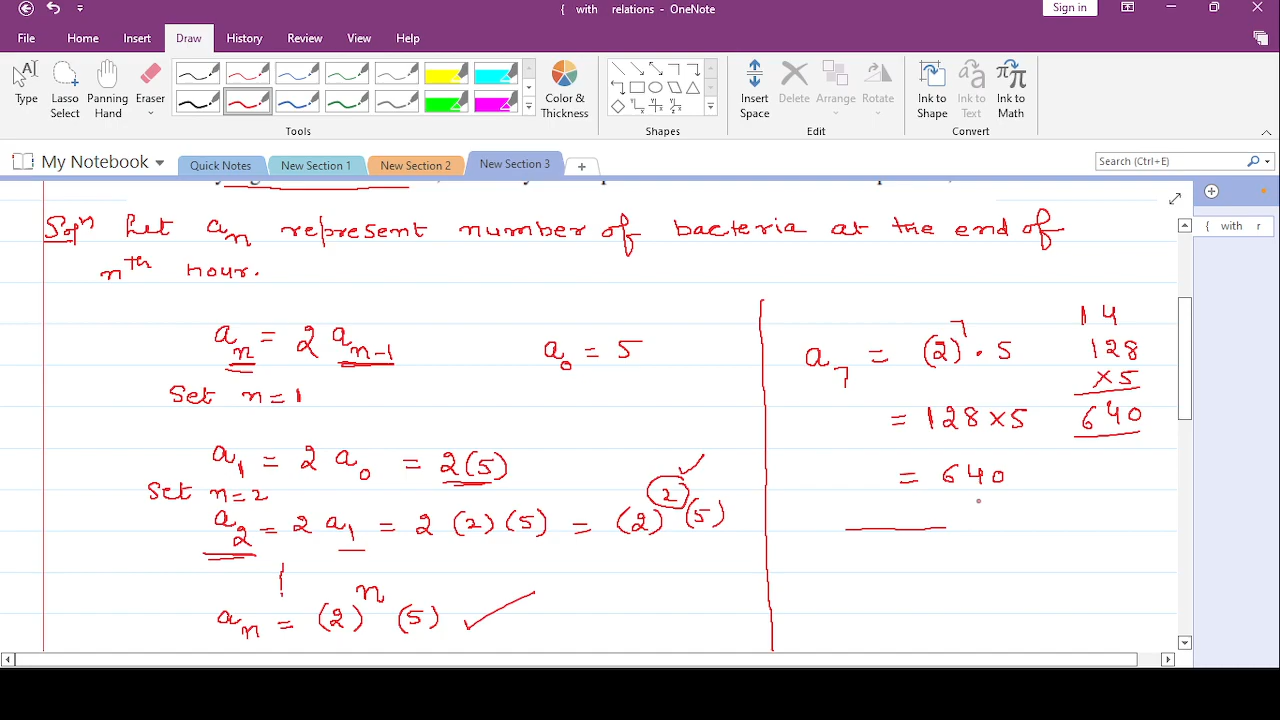 { with relations - OneNote
Sign in
File Home Insert Draw History Review View Help
Type
Lasso Select
Panning Hand
Eraser
Color & Thickness
Insert Space
Delete
Arrange
Rotate
Ink to Shape
Ink to Text
Ink to Math
Tools
Shapes
Edit
Convert
My Notebook
Quick Notes
New Section 1
New Section 2
New Section 3
Search (Ctrl+E)
{ with r
Solⁿ Let aₙ represent number of bacteria at the end of
nth hour.
aₙ = 2 aₙ₋₁ a₀ = 5
Set n = 1
a₁ = 2 a₀ = 2(5)
Set n = 2
a₂ = 2 a₁ = 2 (2) (5) = (2)² (5)
aₙ = (2)ⁿ (5)
a₇ = (2)⁷ · 5
= 128 × 5
= 640
1 4
128
×5
640